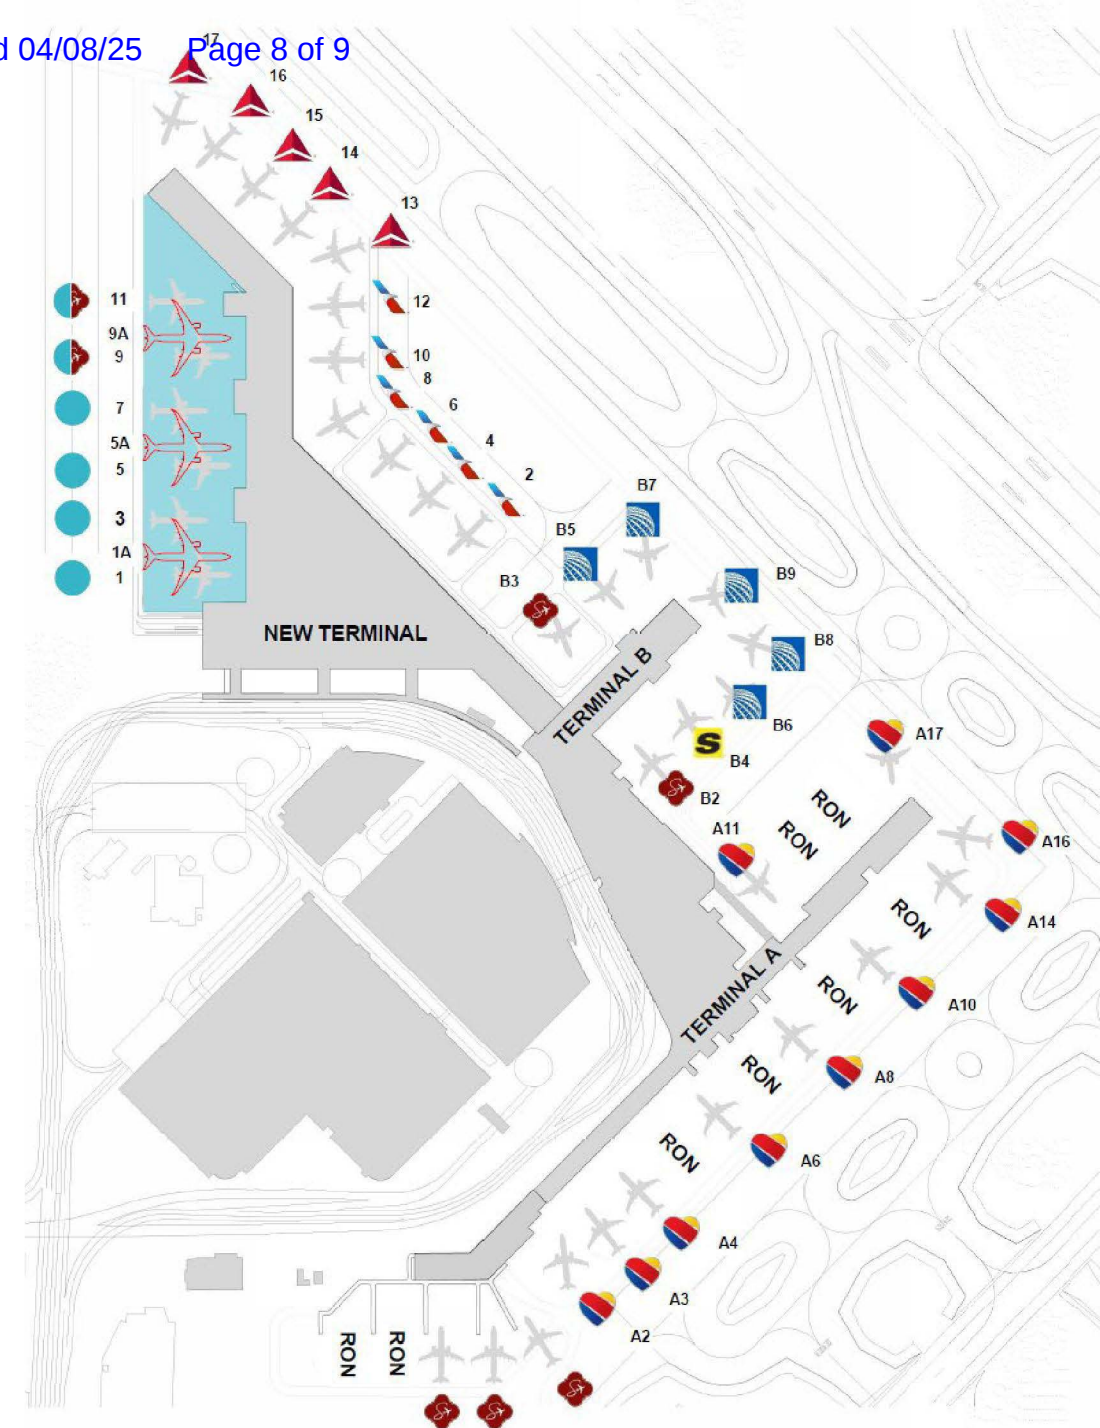 d 04/08/25 Page 8 of 9
17
16
15
14
13
12
11
9A
9
10
8
7
6
5A
4
5
2
3
1A
1
B7
B5
B3
B9
B8
B6
B4
B2
NEW TERMINAL
TERMINAL B
S
A17
RON
RON
A11
A16
A14
RON
A10
RON
TERMINAL A
A8
RON
A6
RON
A4
A3
A2
RON
RON